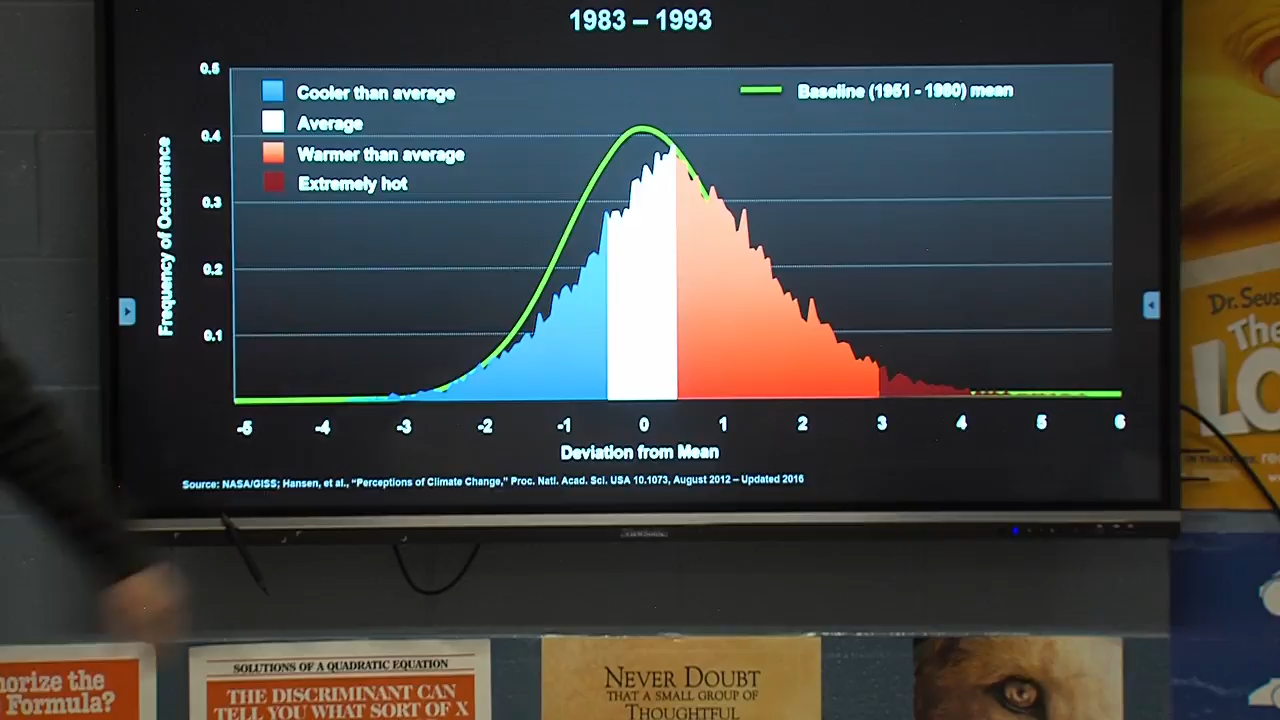 1983 – 1993
0.5
Cooler than average
Baseline (1951 - 1980) mean
Average
0.4
Warmer than average
Extremely hot
0.3
Frequency of Occurrence
0.2
0.1
-5 -4 -3 -2 -1 0 1 2 3 4 5 6
Deviation from Mean
Source: NASA/GISS; Hansen, et al., “Perceptions of Climate Change,” Proc. Natl. Acad. Sci. USA 10.1073, August 2012 – Updated 2016
Dr. Seus
The
LO
orize the
Formula?
SOLUTIONS OF A QUADRATIC EQUATION
THE DISCRIMINANT CAN
TELL YOU WHAT SORT OF X
NEVER DOUBT
THAT A SMALL GROUP OF
THOUGHTFUL